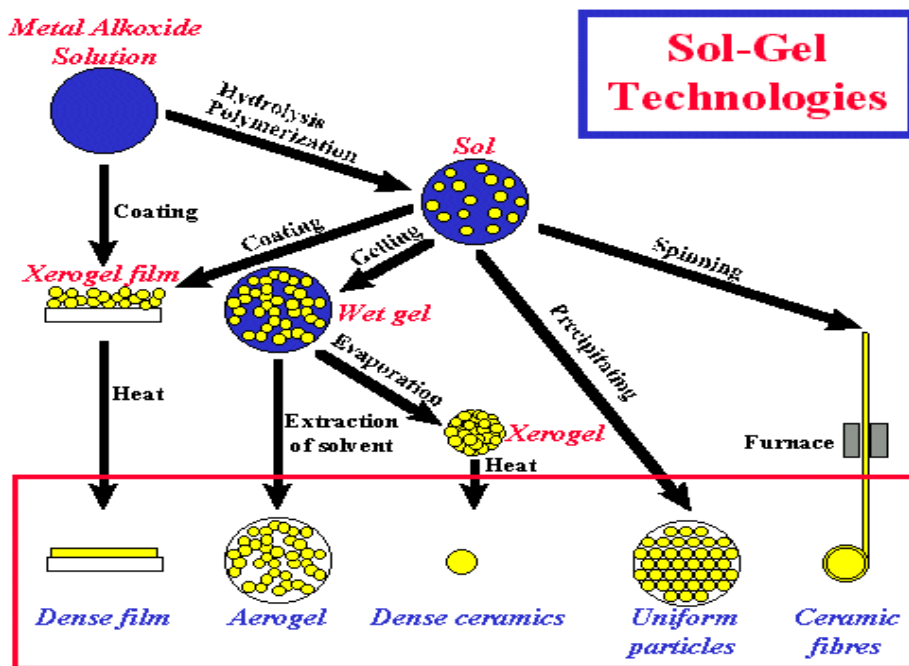 Metal Alkoxide
Solution
Sol-Gel
Technologies
Hydrolysis
Polymerization
Sol
Coating
Coating
Gelling
Spinning
Xerogel film
Wet gel
Precipitating
Evaporation
Heat
Extraction
of solvent
Xerogel
Furnace
Heat
Dense film
Aerogel
Dense ceramics
Uniform
particles
Ceramic
fibres